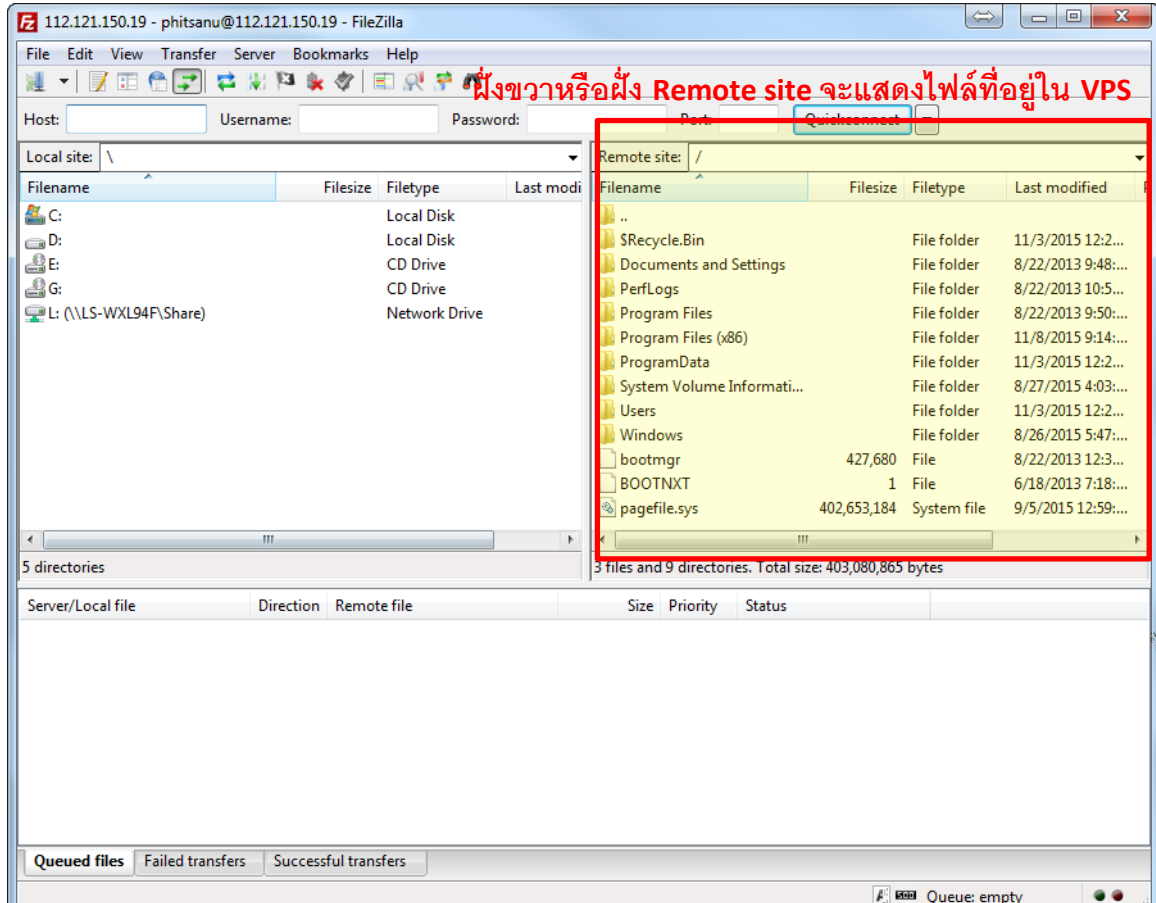 112.121.150.19 - phitsanu@112.121.150.19 - FileZilla
File Edit View Transfer Server Bookmarks Help
ฝั่งขวาหรือฝั่ง Remote site จะแสดงไฟล์ที่อยู่ใน VPS
Host: Username: Password: Port: Quickconnect
Local site: \
Filename Filesize Filetype Last modi
C: Local Disk
D: Local Disk
E: CD Drive
G: CD Drive
L: (\\LS-WXL94F\Share) Network Drive
5 directories
Remote site: /
Filename Filesize Filetype Last modified
..
$Recycle.Bin File folder 11/3/2015 12:2...
Documents and Settings File folder 8/22/2013 9:48:...
PerfLogs File folder 8/22/2013 10:5...
Program Files File folder 8/22/2013 9:50:...
Program Files (x86) File folder 11/8/2015 9:14:...
ProgramData File folder 11/3/2015 12:2...
System Volume Informati... File folder 8/27/2015 4:03:...
Users File folder 11/3/2015 12:2...
Windows File folder 8/26/2015 5:47:...
bootmgr 427,680 File 8/22/2013 12:3...
BOOTNXT 1 File 6/18/2013 7:18:...
pagefile.sys 402,653,184 System file 9/5/2015 12:59:...
3 files and 9 directories. Total size: 403,080,865 bytes
Server/Local file Direction Remote file Size Priority Status
Queued files Failed transfers Successful transfers
Queue: empty